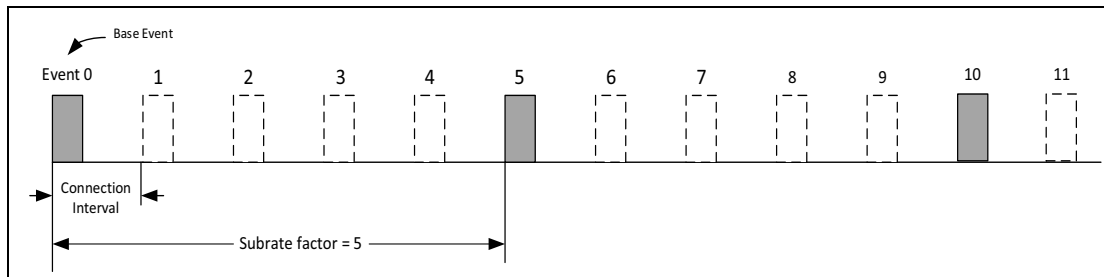 Base Event
Event 0 1 2 3 4 5 6 7 8 9 10 11
Connection
Interval
Subrate factor = 5